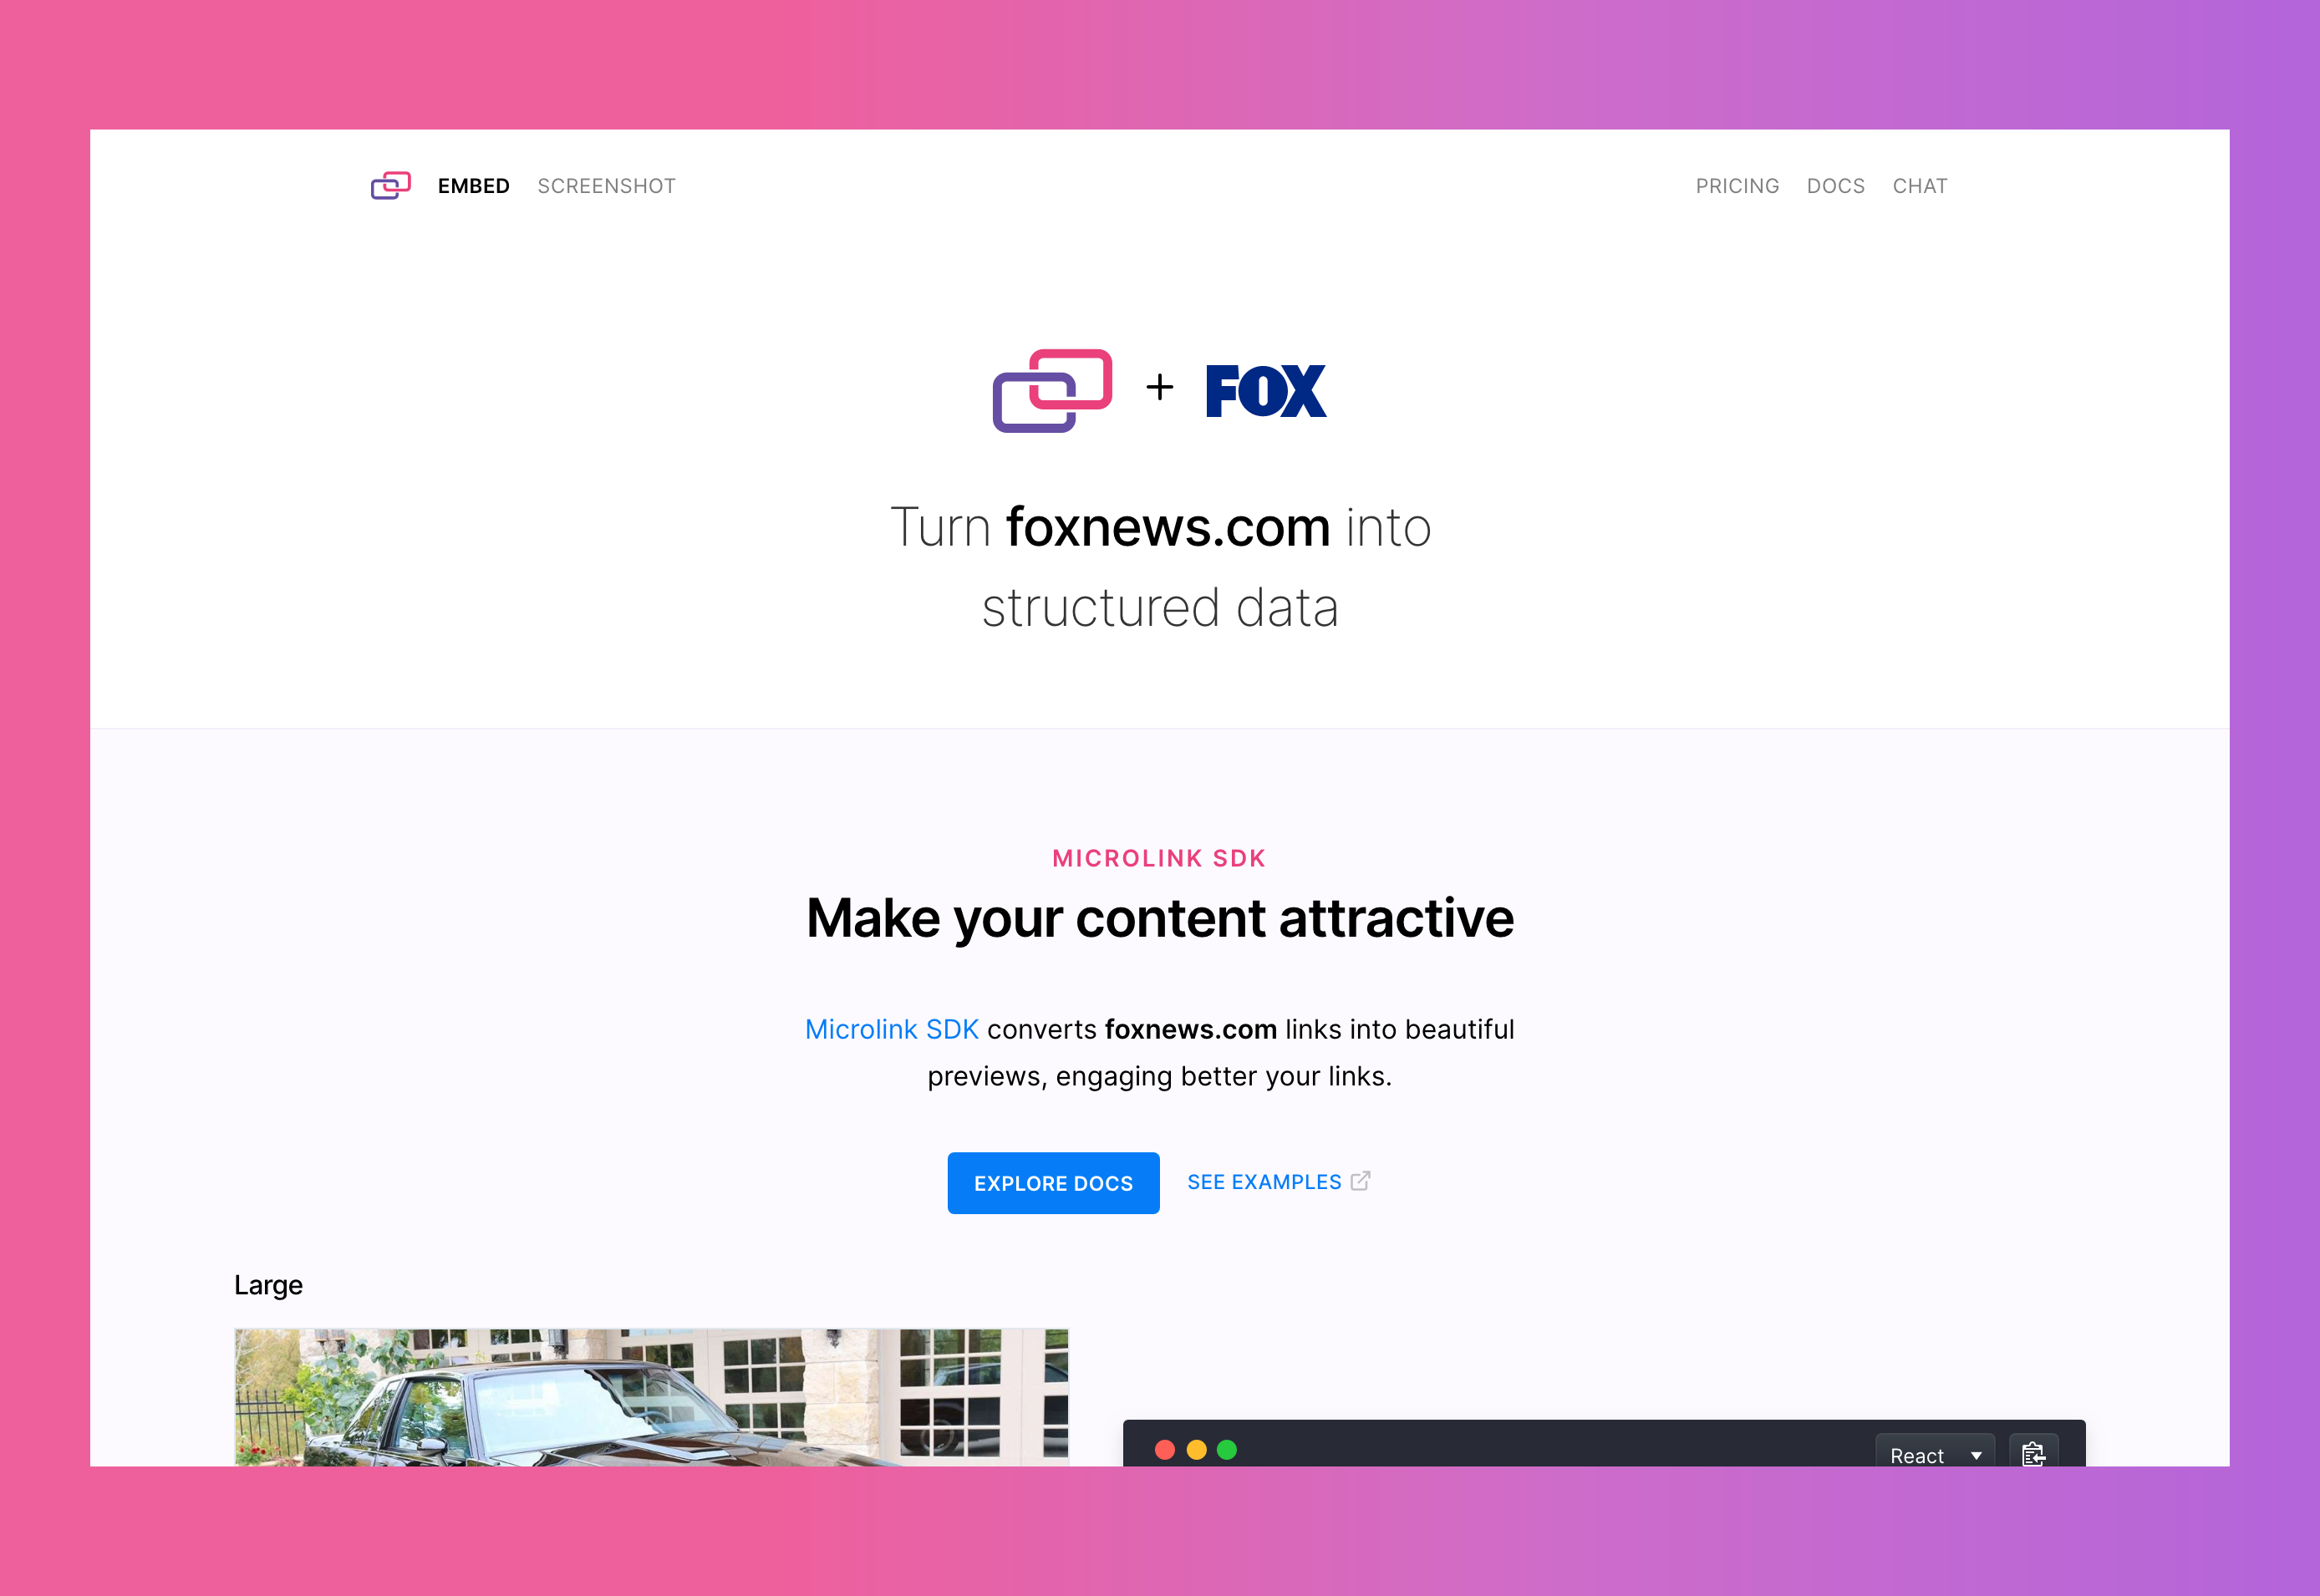 EMBED SCREENSHOT PRICING DOCS CHAT
+ FOX
Turn foxnews.com into
structured data
MICROLINK SDK
Make your content attractive
Microlink SDK converts foxnews.com links into beautiful
previews, engaging better your links.
EXPLORE DOCS SEE EXAMPLES
Large
React